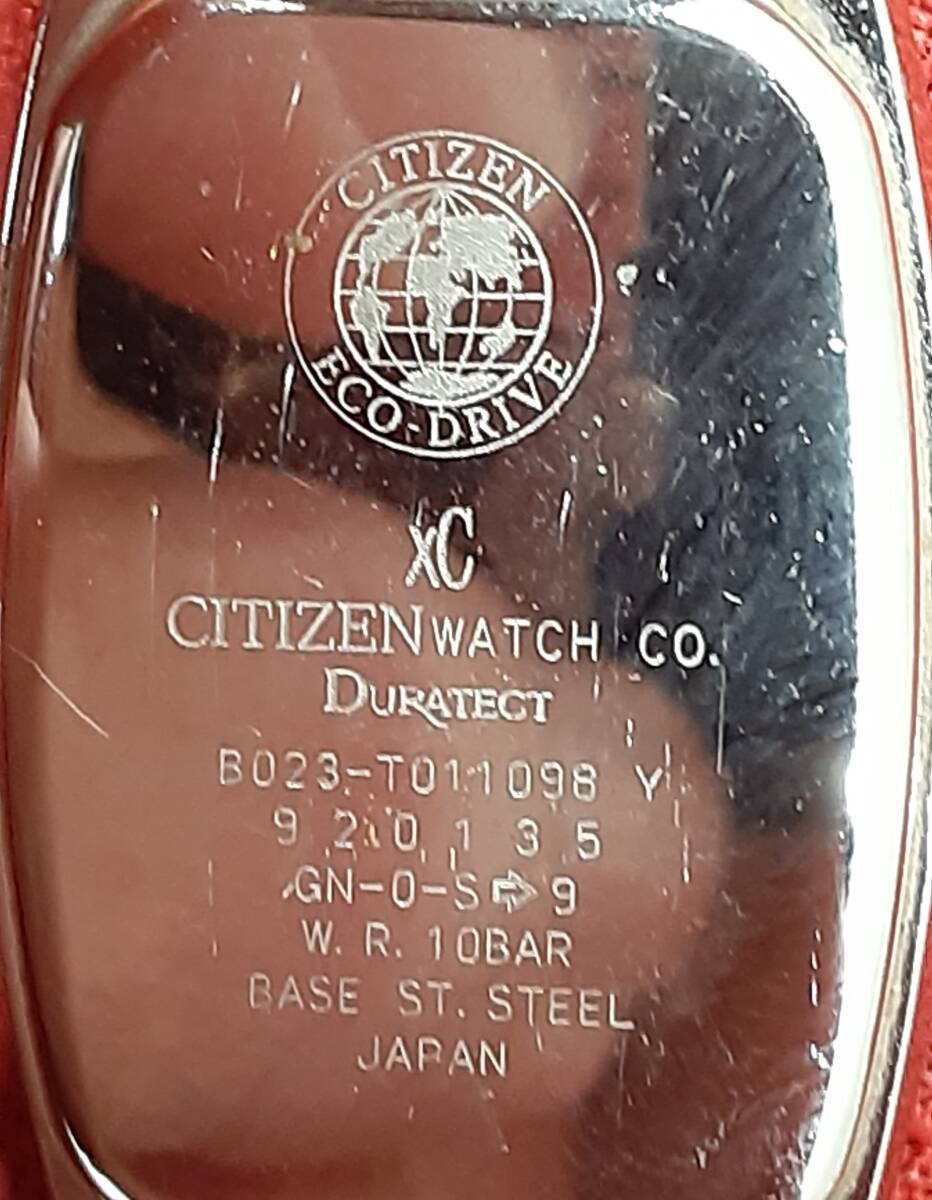 CITIZEN
ECO-DRIVE
xC
CITIZEN WATCH CO.
DURATECT
B023-T011098 Y
920135
GN-0-S⇨9
W. R. 10BAR
BASE ST. STEEL
JAPAN